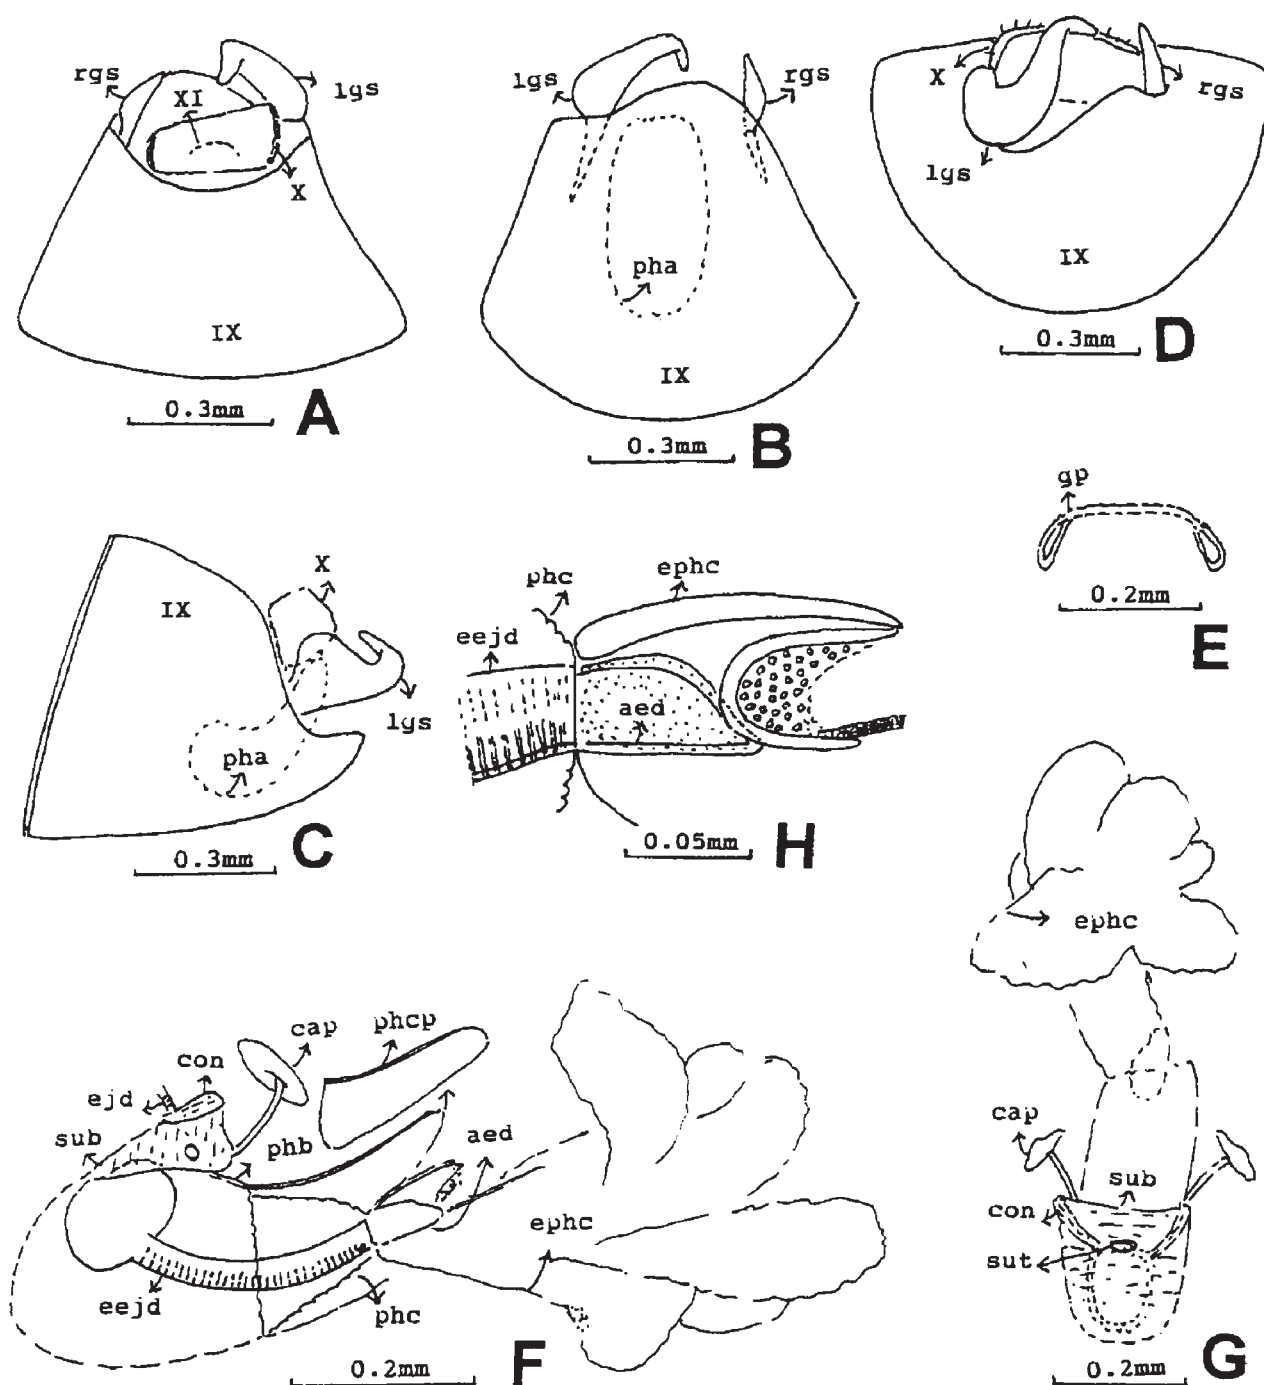 rgs
XI
lgs
X
IX
0.3mm
A
lgs
rgs
pha
IX
0.3mm
B
X
rgs
lgs
IX
0.3mm
D
gp
0.2mm
E
IX
X
lgs
pha
0.3mm
C
phc
ephc
eejd
aed
0.05mm
H
cap
phcp
con
ejd
sub
phb
aed
ephc
eejd
phc
0.2mm
F
ephc
cap
sub
con
sut
0.2mm
G